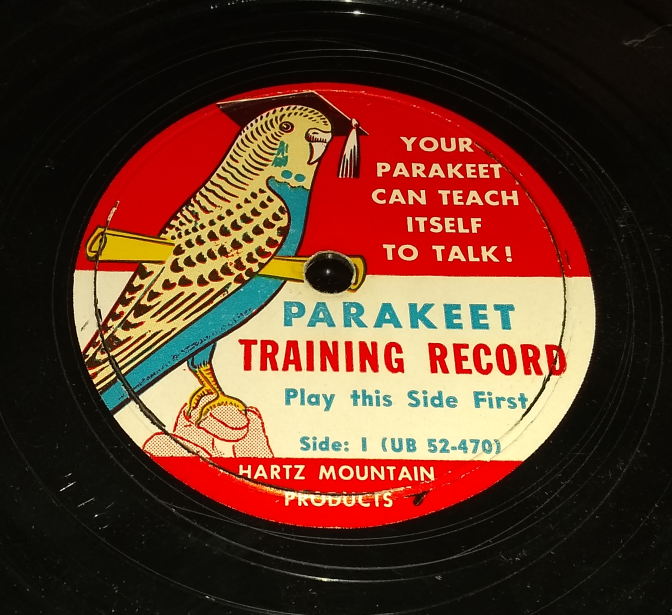 YOUR
PARAKEET
CAN TEACH
ITSELF
TO TALK!
PARAKEET
TRAINING RECORD
Play this Side First
Side: 1 (UB 52-470)
HARTZ MOUNTAIN
PRODUCTS